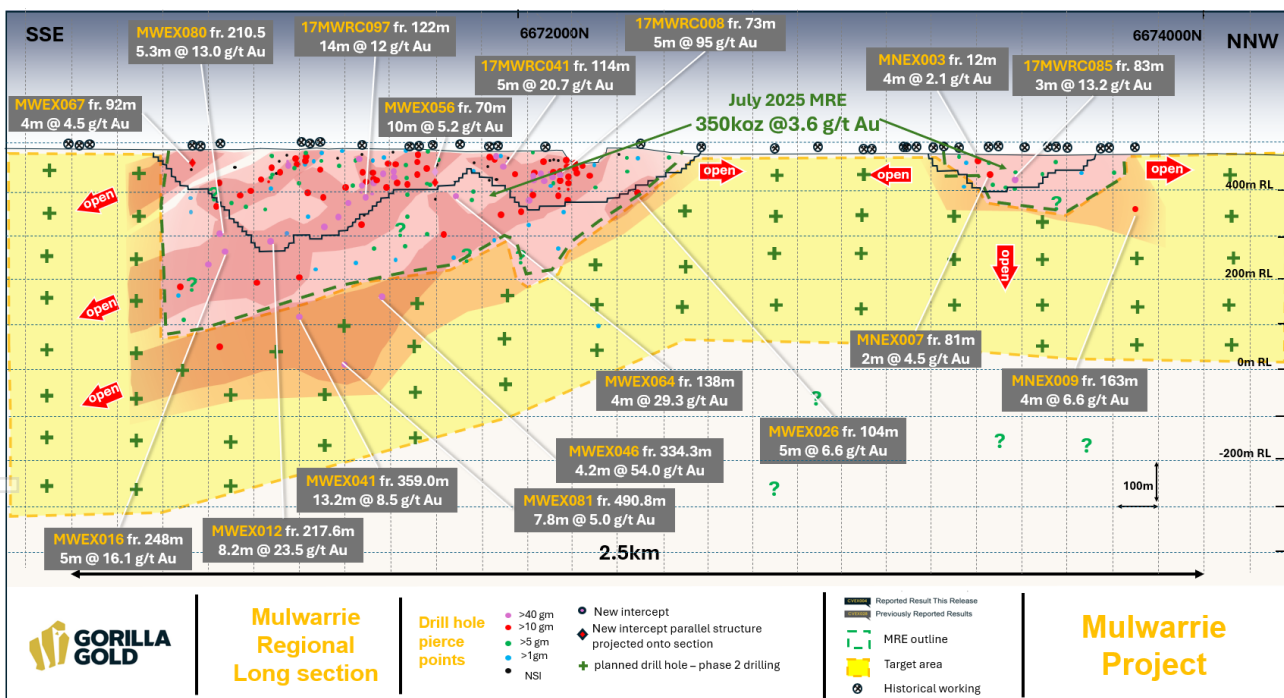 SSE
MWEX080 fr. 210.5
5.3m @ 13.0 g/t Au
17MWRC097 fr. 122m
14m @ 12 g/t Au
6672000N
17MWRC008 fr. 73m
5m @ 95 g/t Au
6674000N
NNW
17MWRC041 fr. 114m
5m @ 20.7 g/t Au
MNEX003 fr. 12m
4m @ 2.1 g/t Au
17MWRC085 fr. 83m
3m @ 13.2 g/t Au
MWEX067 fr. 92m
4m @ 4.5 g/t Au
MWEX056 fr. 70m
10m @ 5.2 g/t Au
July 2025 MRE
350koz @3.6 g/t Au
open
open
open
open
400m RL
?
?
?
?
open
open
200m RL
open
MNEX007 fr. 81m
2m @ 4.5 g/t Au
0m RL
MWEX064 fr. 138m
4m @ 29.3 g/t Au
MNEX009 fr. 163m
4m @ 6.6 g/t Au
?
MWEX026 fr. 104m
5m @ 6.6 g/t Au
?
?
MWEX046 fr. 334.3m
4.2m @ 54.0 g/t Au
-200m RL
MWEX041 fr. 359.0m
13.2m @ 8.5 g/t Au
MWEX081 fr. 490.8m
7.8m @ 5.0 g/t Au
?
100m
MWEX016 fr. 248m
5m @ 16.1 g/t Au
MWEX012 fr. 217.6m
8.2m @ 23.5 g/t Au
2.5km
GORILLA
GOLD
Mulwarrie
Regional
Long section
Drill hole
pierce
points
>40 gm
>10 gm
>5 gm
>1gm
NSI
New intercept
New intercept parallel structure
projected onto section
planned drill hole – phase 2 drilling
Reported Result This Release
Previously Reported Results
MRE outline
Target area
Historical working
Mulwarrie
Project